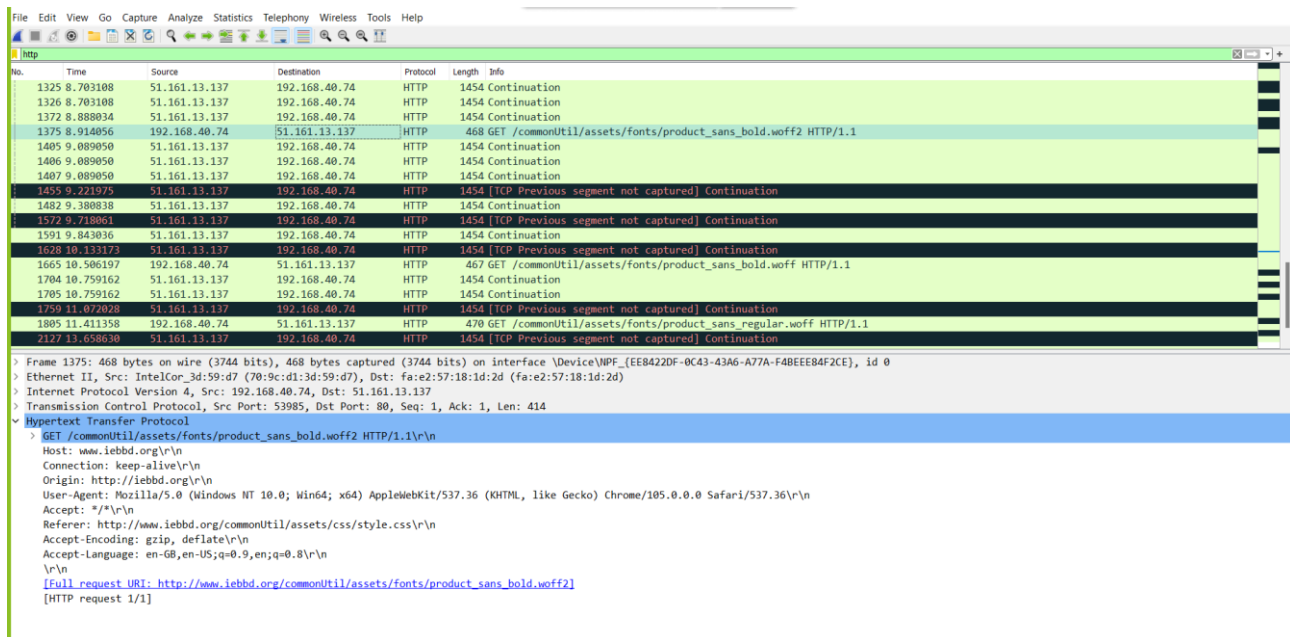 File Edit View Go Capture Analyze Statistics Telephony Wireless Tools Help
http
No. Time Source Destination Protocol Length Info
1325 8.703108 51.161.13.137 192.168.40.74 HTTP 1454 Continuation
1326 8.703108 51.161.13.137 192.168.40.74 HTTP 1454 Continuation
1372 8.888034 51.161.13.137 192.168.40.74 HTTP 1454 Continuation
1375 8.914056 192.168.40.74 51.161.13.137 HTTP 468 GET /commonUtil/assets/fonts/product_sans_bold.woff2 HTTP/1.1
1405 9.089050 51.161.13.137 192.168.40.74 HTTP 1454 Continuation
1406 9.089050 51.161.13.137 192.168.40.74 HTTP 1454 Continuation
1407 9.089050 51.161.13.137 192.168.40.74 HTTP 1454 Continuation
1455 9.221975 51.161.13.137 192.168.40.74 HTTP 1454 [TCP Previous segment not captured] Continuation
1482 9.380838 51.161.13.137 192.168.40.74 HTTP 1454 Continuation
1572 9.718061 51.161.13.137 192.168.40.74 HTTP 1454 [TCP Previous segment not captured] Continuation
1591 9.843036 51.161.13.137 192.168.40.74 HTTP 1454 Continuation
1628 10.133173 51.161.13.137 192.168.40.74 HTTP 1454 [TCP Previous segment not captured] Continuation
1665 10.506197 192.168.40.74 51.161.13.137 HTTP 467 GET /commonUtil/assets/fonts/product_sans_bold.woff HTTP/1.1
1704 10.759162 51.161.13.137 192.168.40.74 HTTP 1454 Continuation
1705 10.759162 51.161.13.137 192.168.40.74 HTTP 1454 Continuation
1759 11.072028 51.161.13.137 192.168.40.74 HTTP 1454 [TCP Previous segment not captured] Continuation
1805 11.411358 192.168.40.74 51.161.13.137 HTTP 470 GET /commonUtil/assets/fonts/product_sans_regular.woff HTTP/1.1
2127 13.658630 51.161.13.137 192.168.40.74 HTTP 1454 [TCP Previous segment not captured] Continuation
Frame 1375: 468 bytes on wire (3744 bits), 468 bytes captured (3744 bits) on interface \Device\NPF_{EE8422DF-0C43-43A6-A77A-F4BEEE84F2CE}, id 0
Ethernet II, Src: IntelCor_3d:59:d7 (70:9c:d1:3d:59:d7), Dst: fa:e2:57:18:1d:2d (fa:e2:57:18:1d:2d)
Internet Protocol Version 4, Src: 192.168.40.74, Dst: 51.161.13.137
Transmission Control Protocol, Src Port: 53985, Dst Port: 80, Seq: 1, Ack: 1, Len: 414
Hypertext Transfer Protocol
GET /commonUtil/assets/fonts/product_sans_bold.woff2 HTTP/1.1\r\n
Host: www.iebbd.org\r\n
Connection: keep-alive\r\n
Origin: http://iebbd.org\r\n
User-Agent: Mozilla/5.0 (Windows NT 10.0; Win64; x64) AppleWebKit/537.36 (KHTML, like Gecko) Chrome/105.0.0.0 Safari/537.36\r\n
Accept: */*\r\n
Referer: http://www.iebbd.org/commonUtil/assets/css/style.css\r\n
Accept-Encoding: gzip, deflate\r\n
Accept-Language: en-GB,en-US;q=0.9,en;q=0.8\r\n
\r\n
[Full request URI: http://www.iebbd.org/commonUtil/assets/fonts/product_sans_bold.woff2]
[HTTP request 1/1]